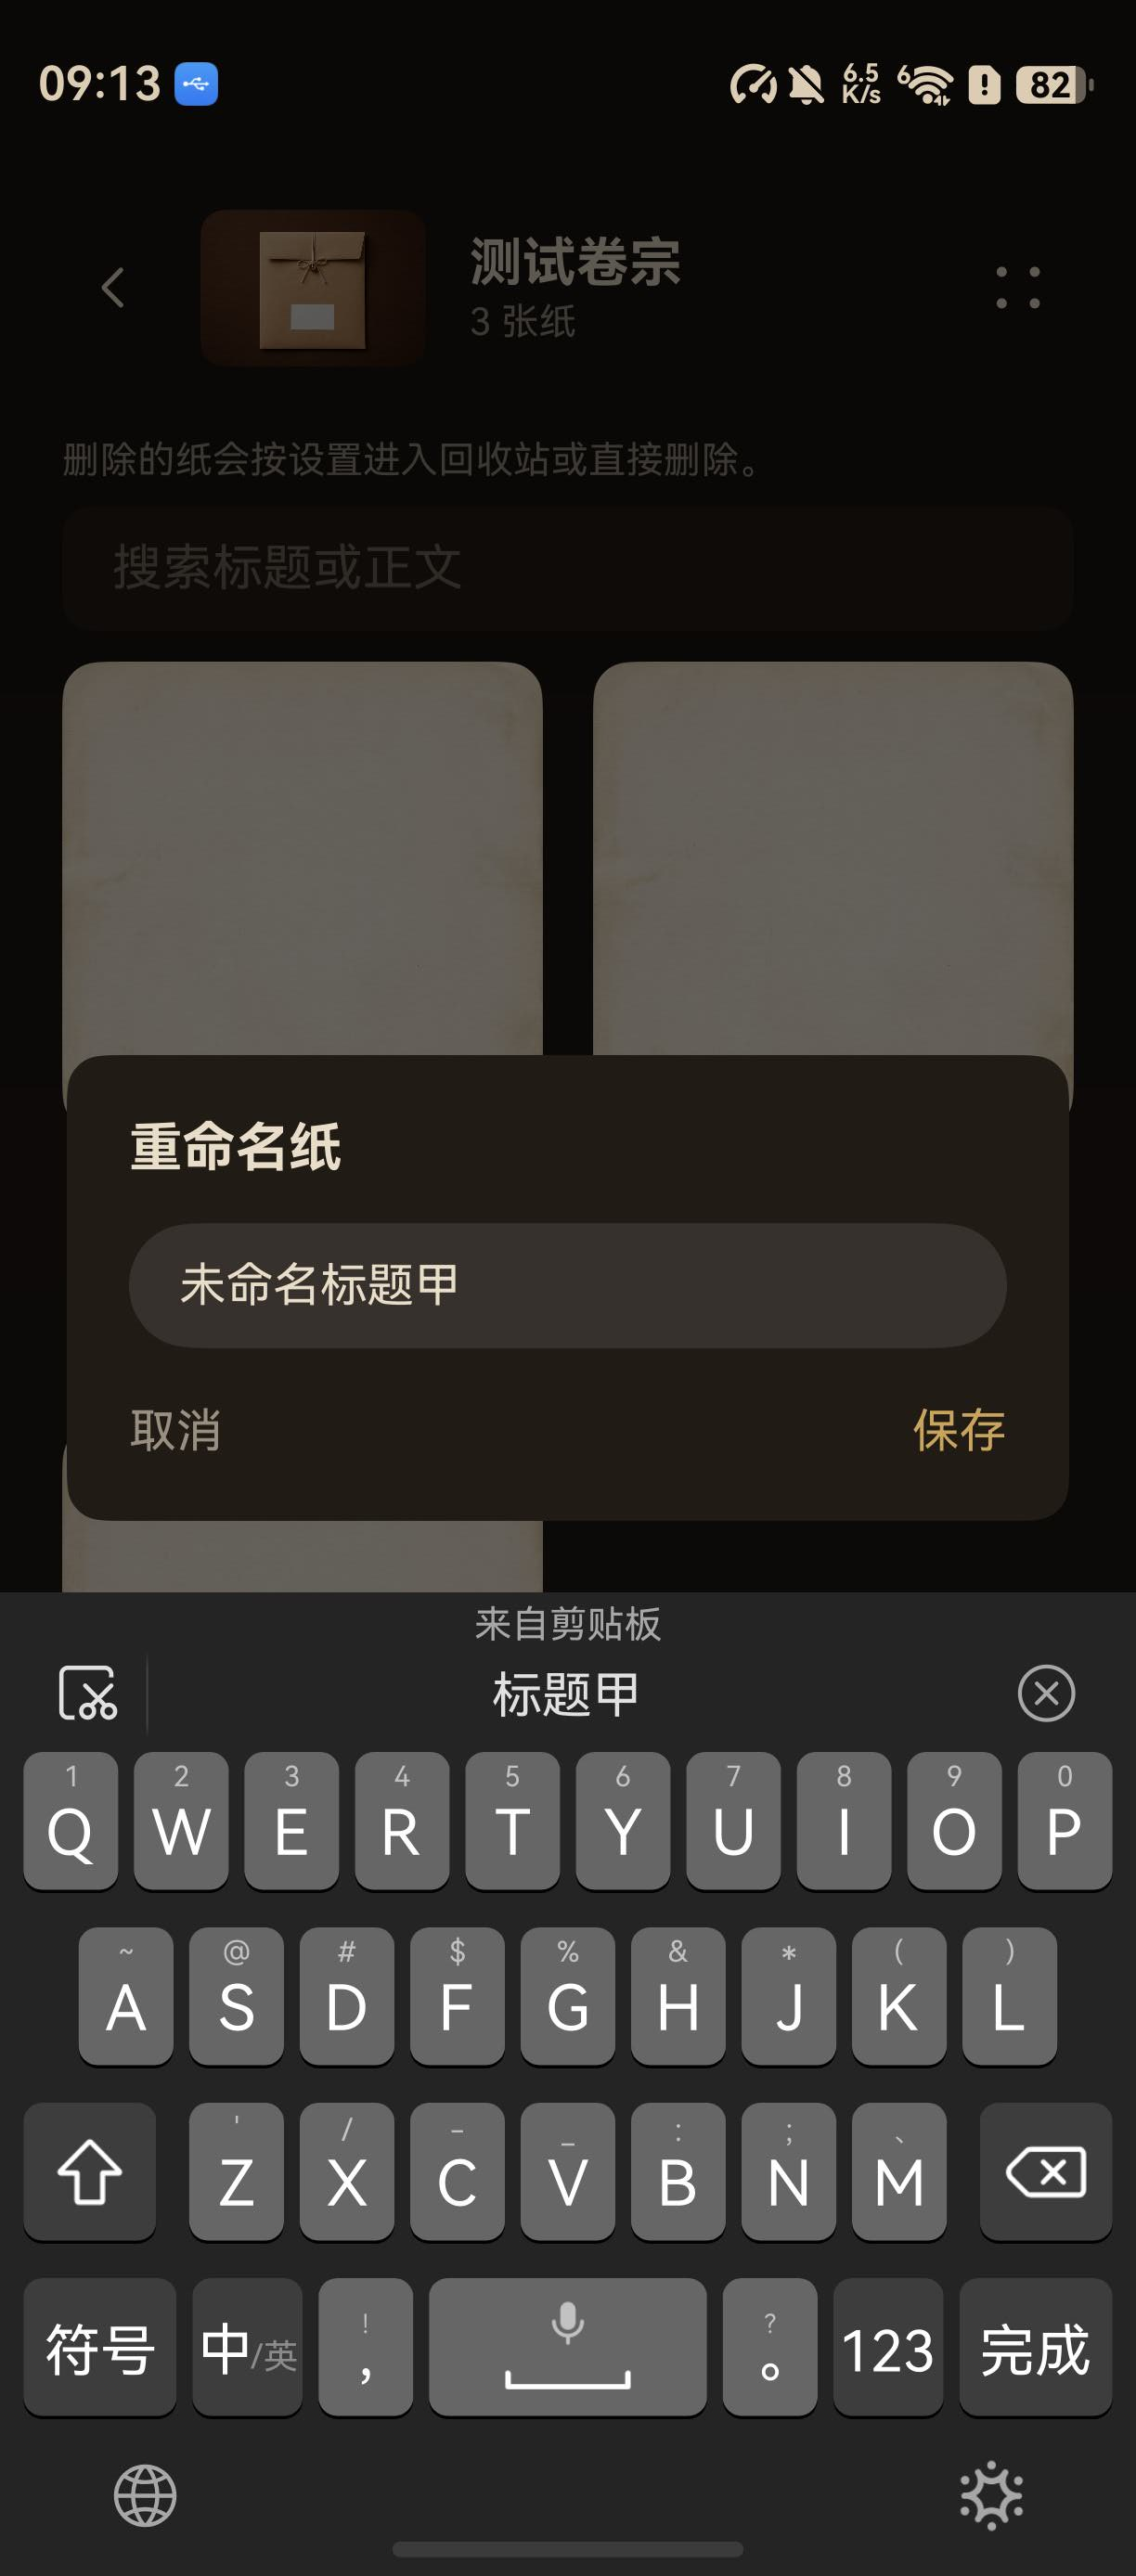 09:13
6.5
K/s
6
82
测试卷宗
3 张纸
删除的纸会按设置进入回收站或直接删除。
搜索标题或正文
重命名纸
未命名标题甲
取消
保存
来自剪贴板
标题甲
1 2 3 4 5 6 7 8 9 0
Q W E R T Y U I O P
~ @ # $ % & * ( )
A S D F G H J K L
' / - _ : ; 、
Z X C V B N M
! ?
符号 中/英 , 。 123 完成